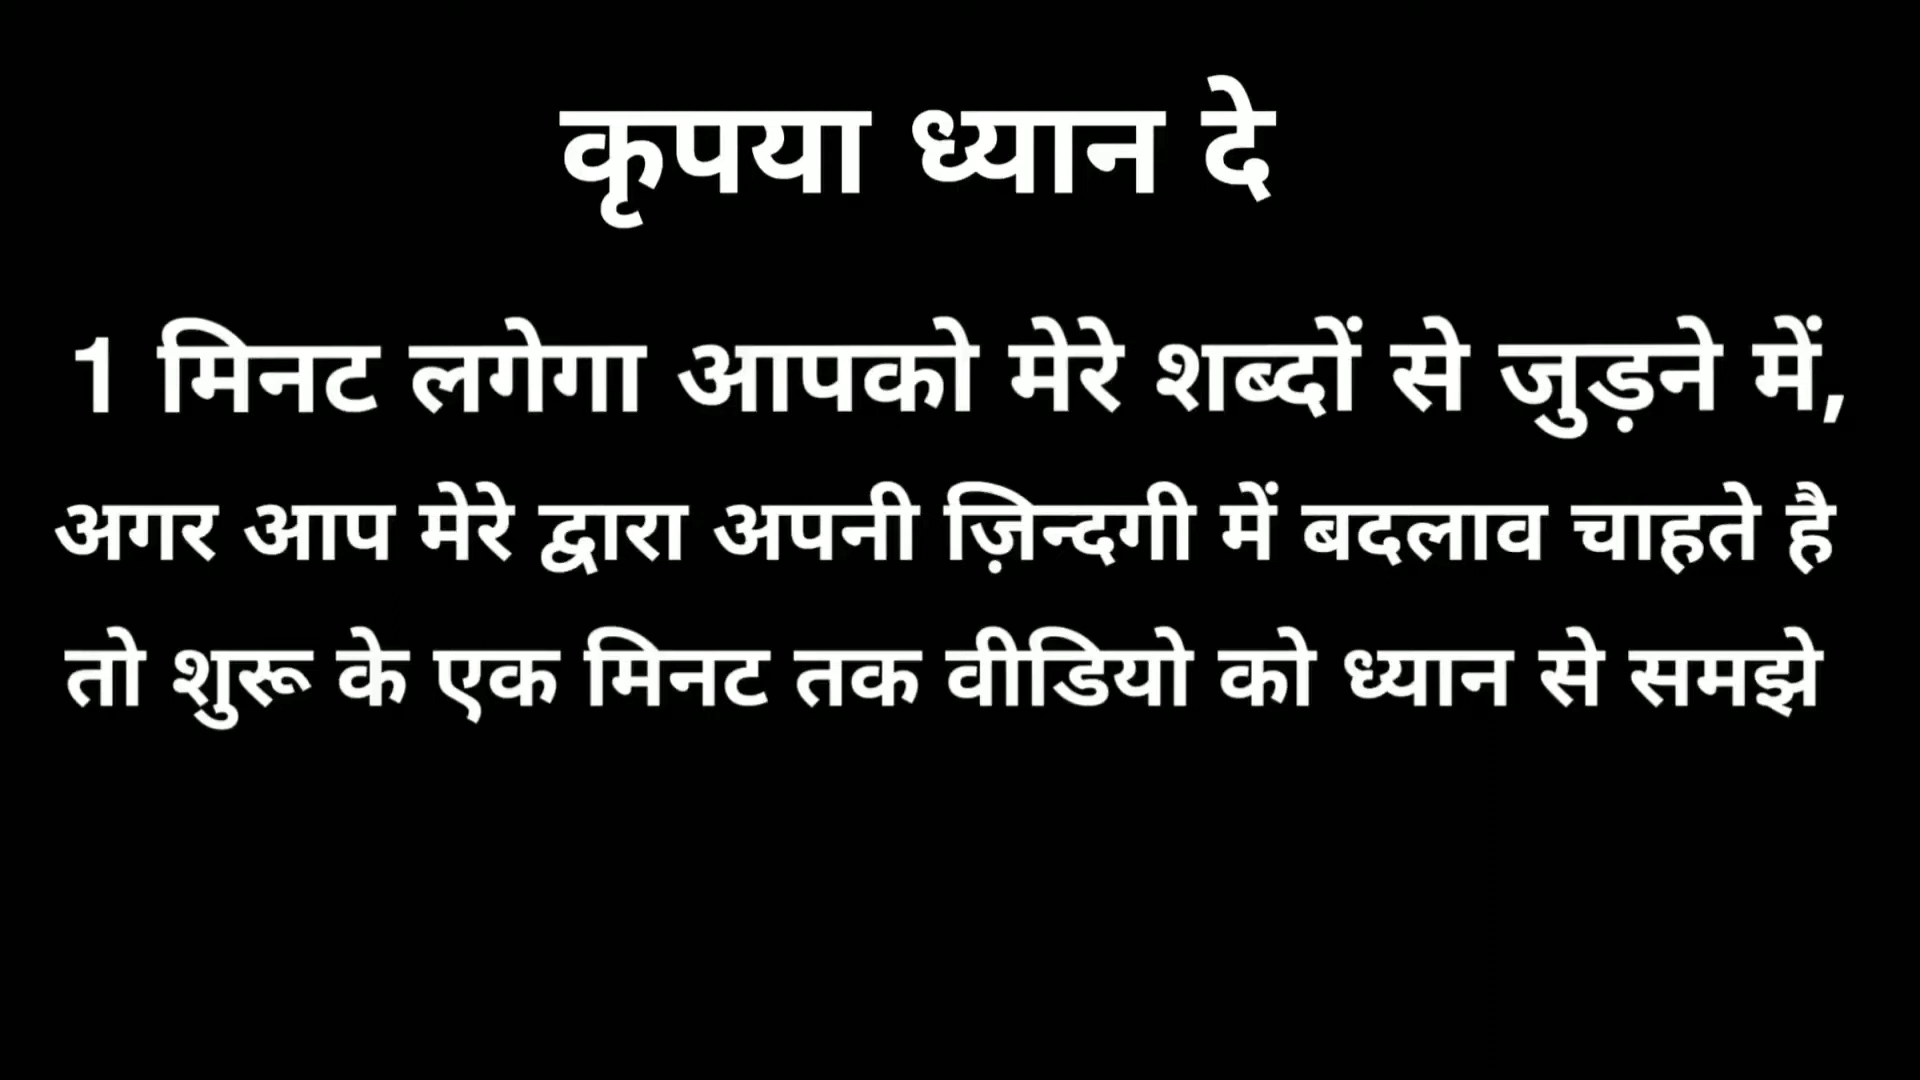 कृपया ध्यान दे
1 मिनट लगेगा आपको मेरे शब्दों से जुड़ने में,
अगर आप मेरे द्वारा अपनी ज़िन्दगी में बदलाव चाहते है
तो शुरू के एक मिनट तक वीडियो को ध्यान से समझे